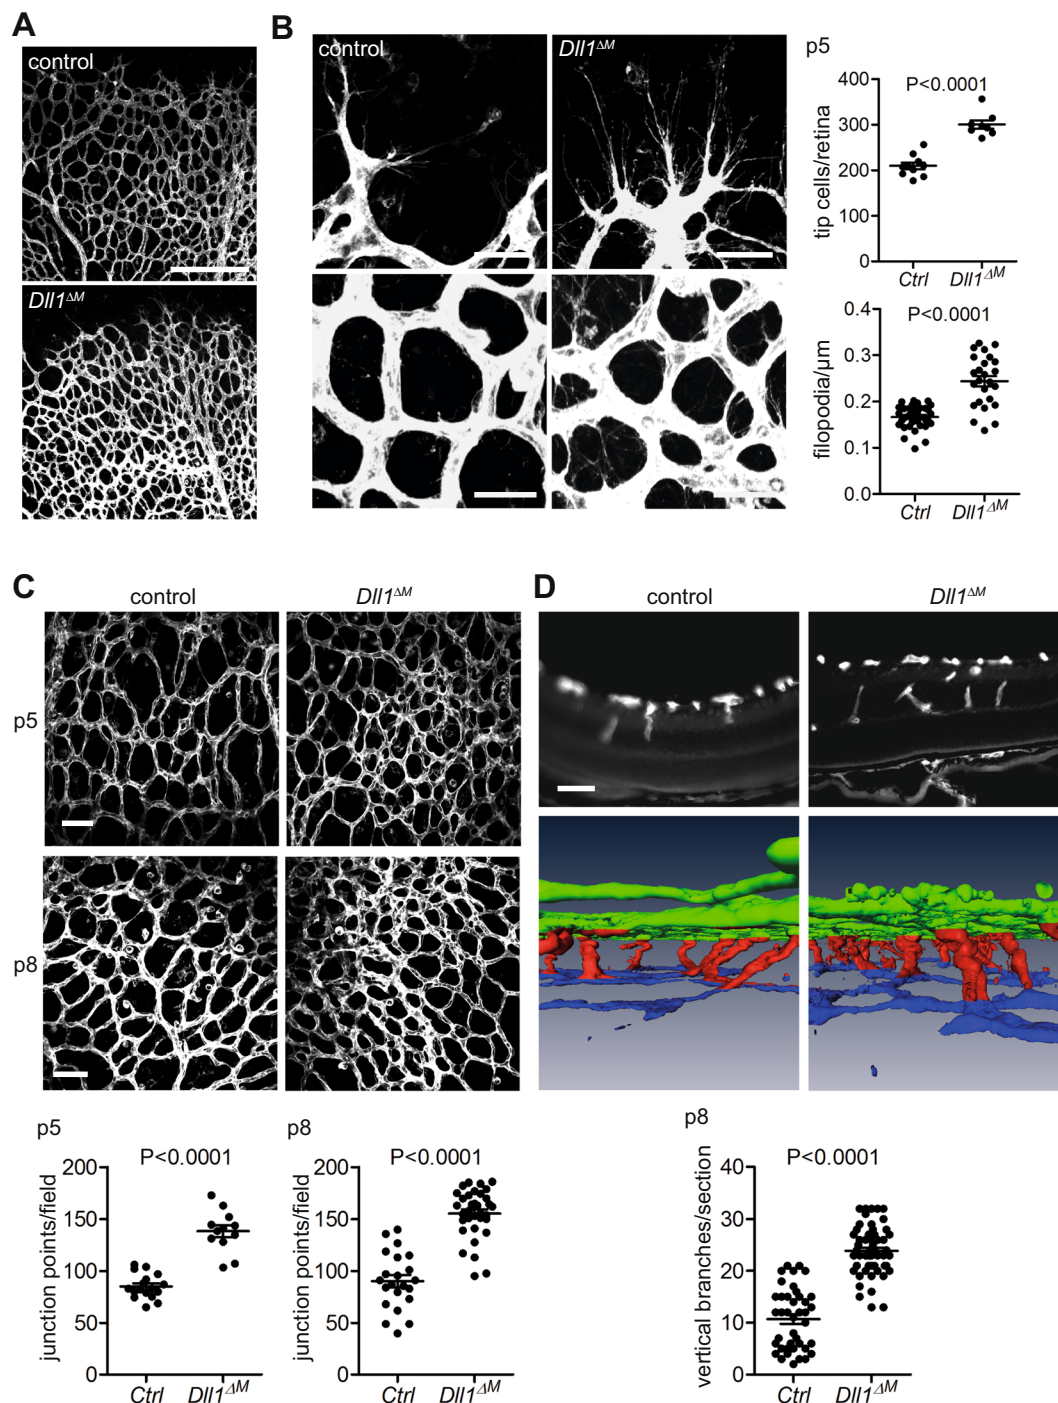 A
control
Dll1ΔM
B
control
Dll1ΔM
p5
P<0.0001
400
300
200
100
0
tip cells/retina
Ctrl Dll1ΔM
P<0.0001
0.4
0.3
0.2
0.1
0.0
filopodia/µm
Ctrl Dll1ΔM
C
control Dll1ΔM
p5
p8
D
control Dll1ΔM
p5
P<0.0001
200
150
100
50
0
junction points/field
Ctrl Dll1ΔM
p8
P<0.0001
200
150
100
50
0
junction points/field
Ctrl Dll1ΔM
p8
P<0.0001
40
30
20
10
0
vertical branches/section
Ctrl Dll1ΔM